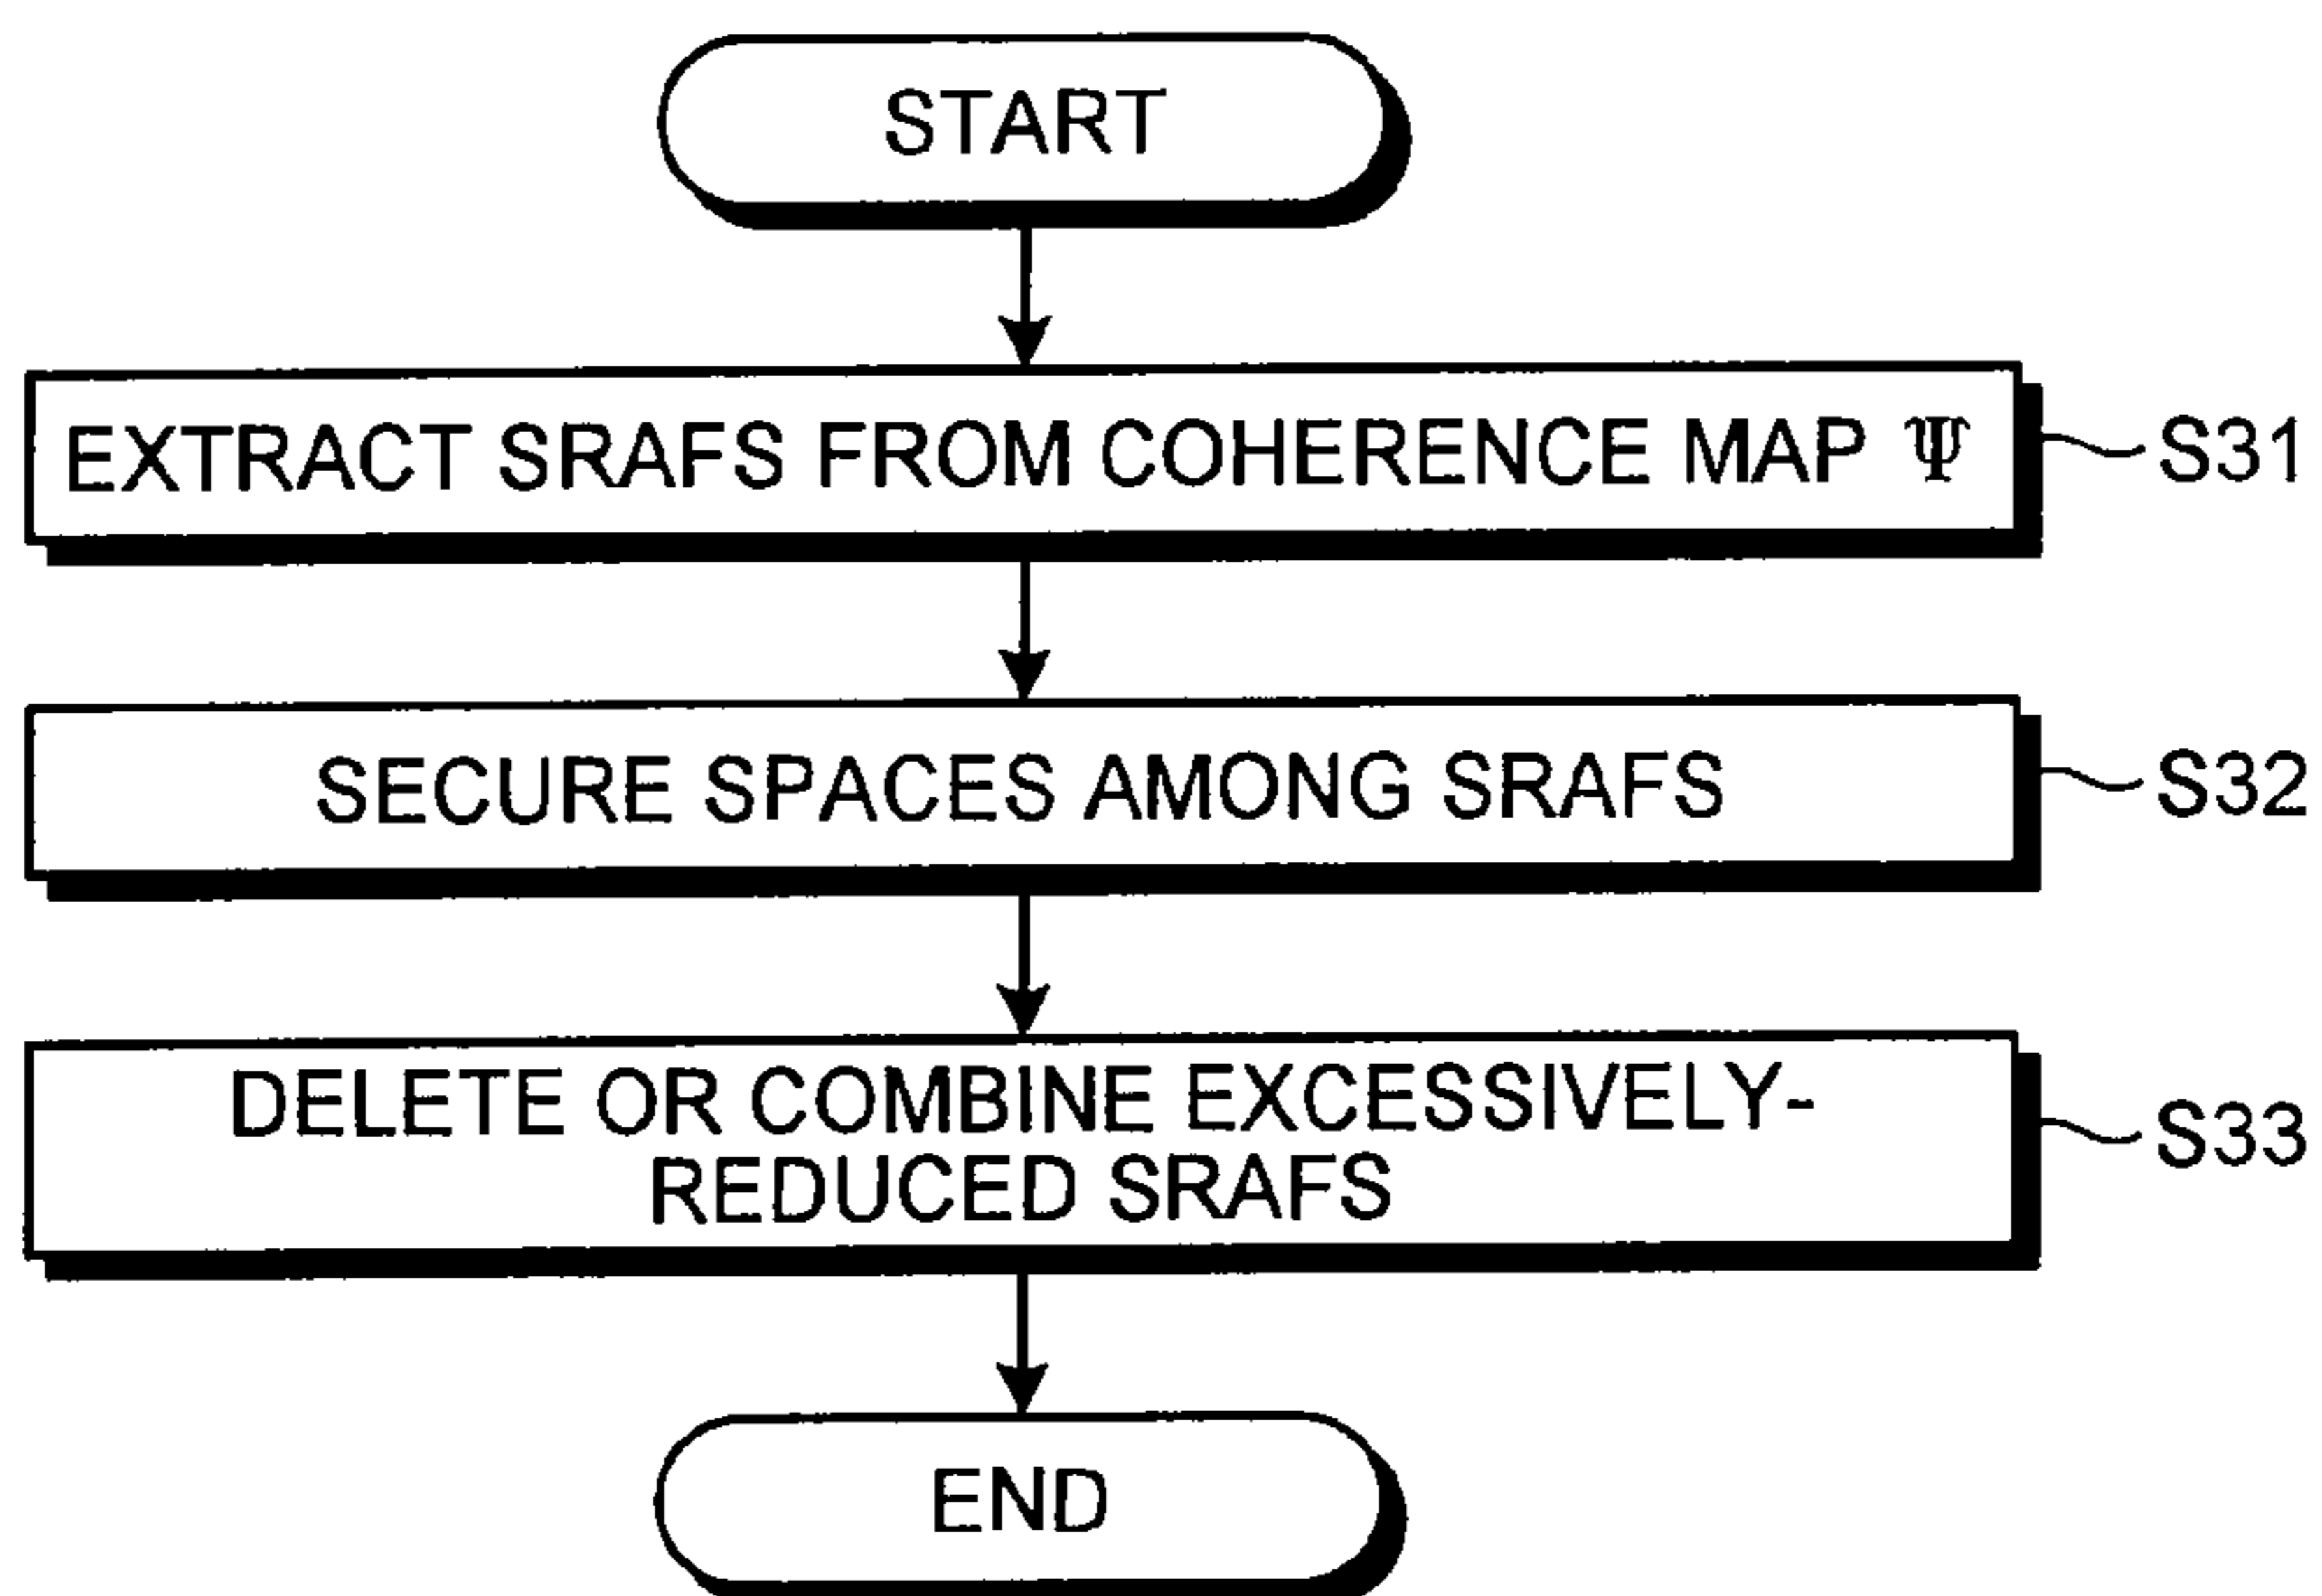 START
EXTRACT SRAFS FROM COHERENCE MAP Ψ
S31
SECURE SPACES AMONG SRAFS
S32
DELETE OR COMBINE EXCESSIVELY-
REDUCED SRAFS
S33
END